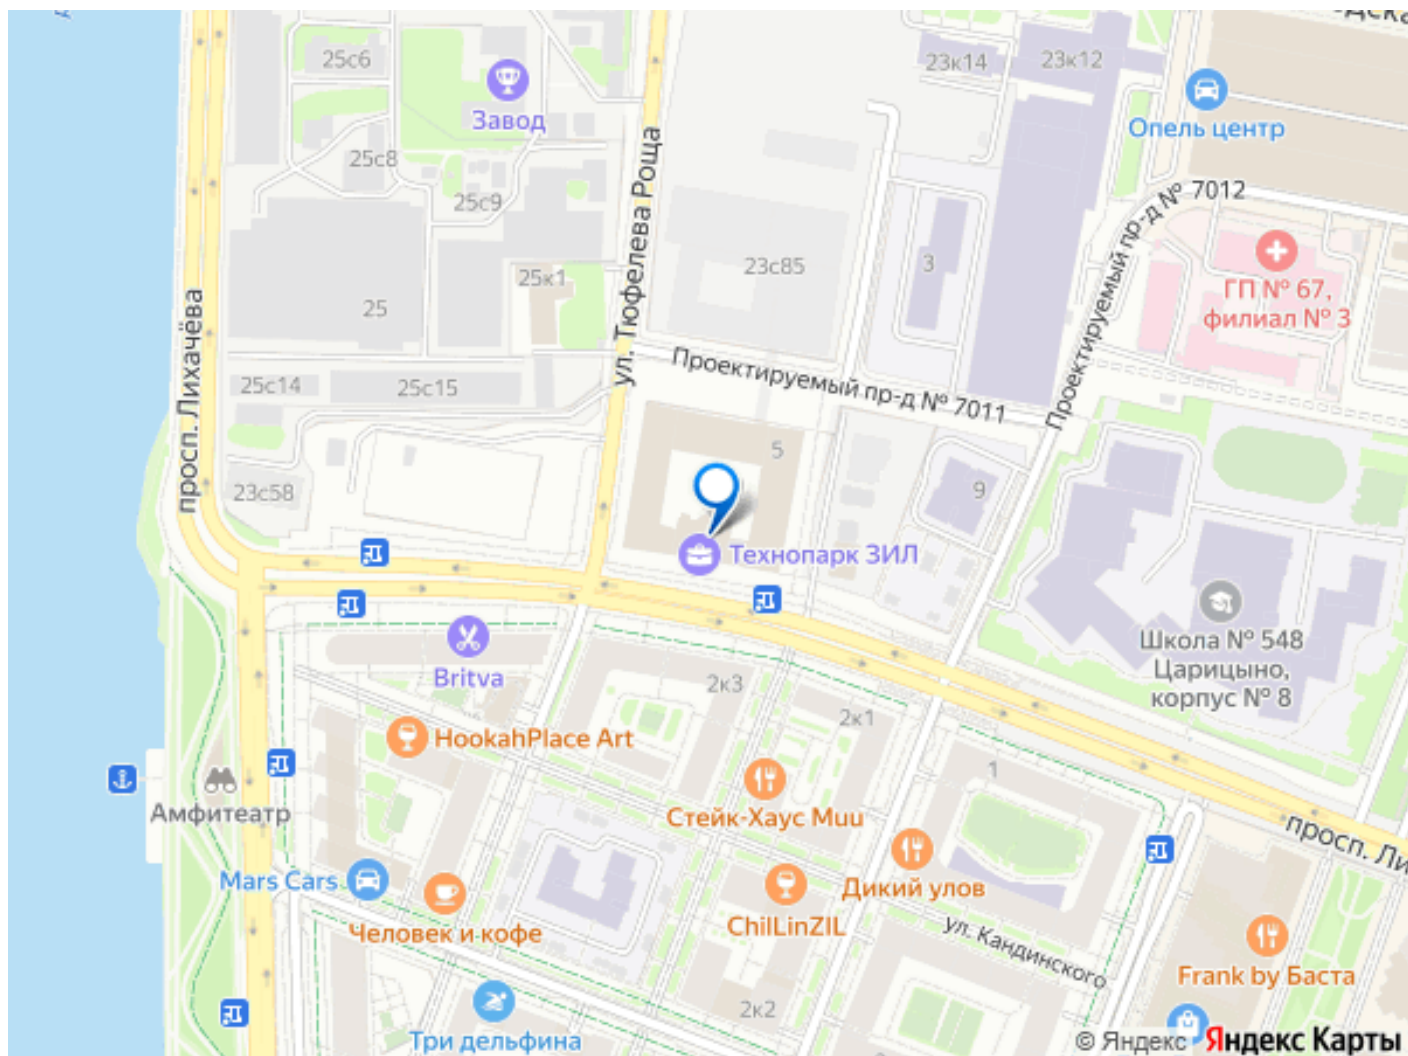 25с6
Завод
23к14
23к12
Опель центр
25с8
25с9
ул. Тюфелева Роща
Проектируемый пр-д № 7012
25к1
23с85
3
ГП № 67,
филиал № 3
25
просп. Лихачёва
25с14
25с15
Проектируемый пр-д № 7011
5
9
23с58
Технопарк ЗИЛ
Школа № 548
Царицыно,
корпус № 8
Britva
2к3
2к1
HookahPlace Art
1
Амфитеатр
Стейк-Хаус Muu
просп. Ли
Mars Cars
Дикий улов
Человек и кофе
ChilLinZIL
ул. Кандинского
Frank by Баста
2к2
Три дельфина
© Яндекс
Яндекс Карты